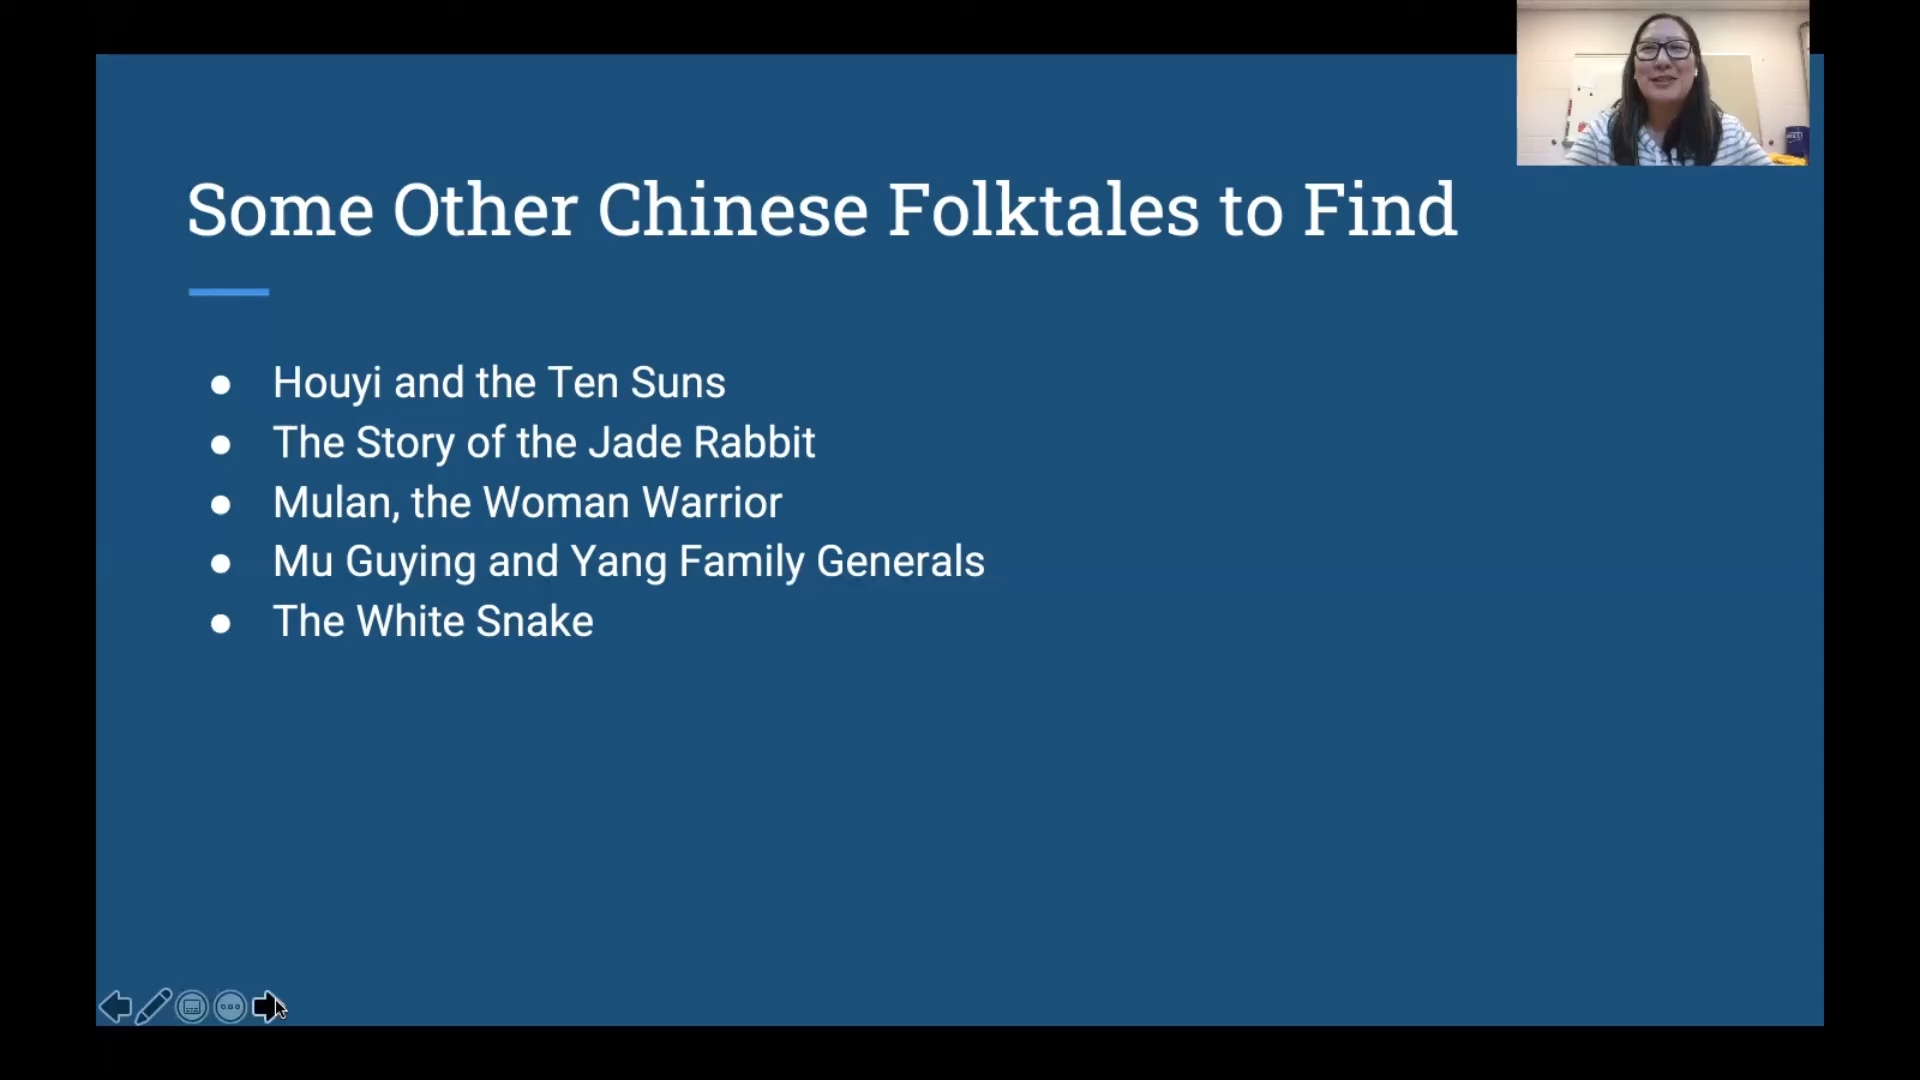 Some Other Chinese Folktales to Find
● Houyi and the Ten Suns
● The Story of the Jade Rabbit
● Mulan, the Woman Warrior
● Mu Guying and Yang Family Generals
● The White Snake